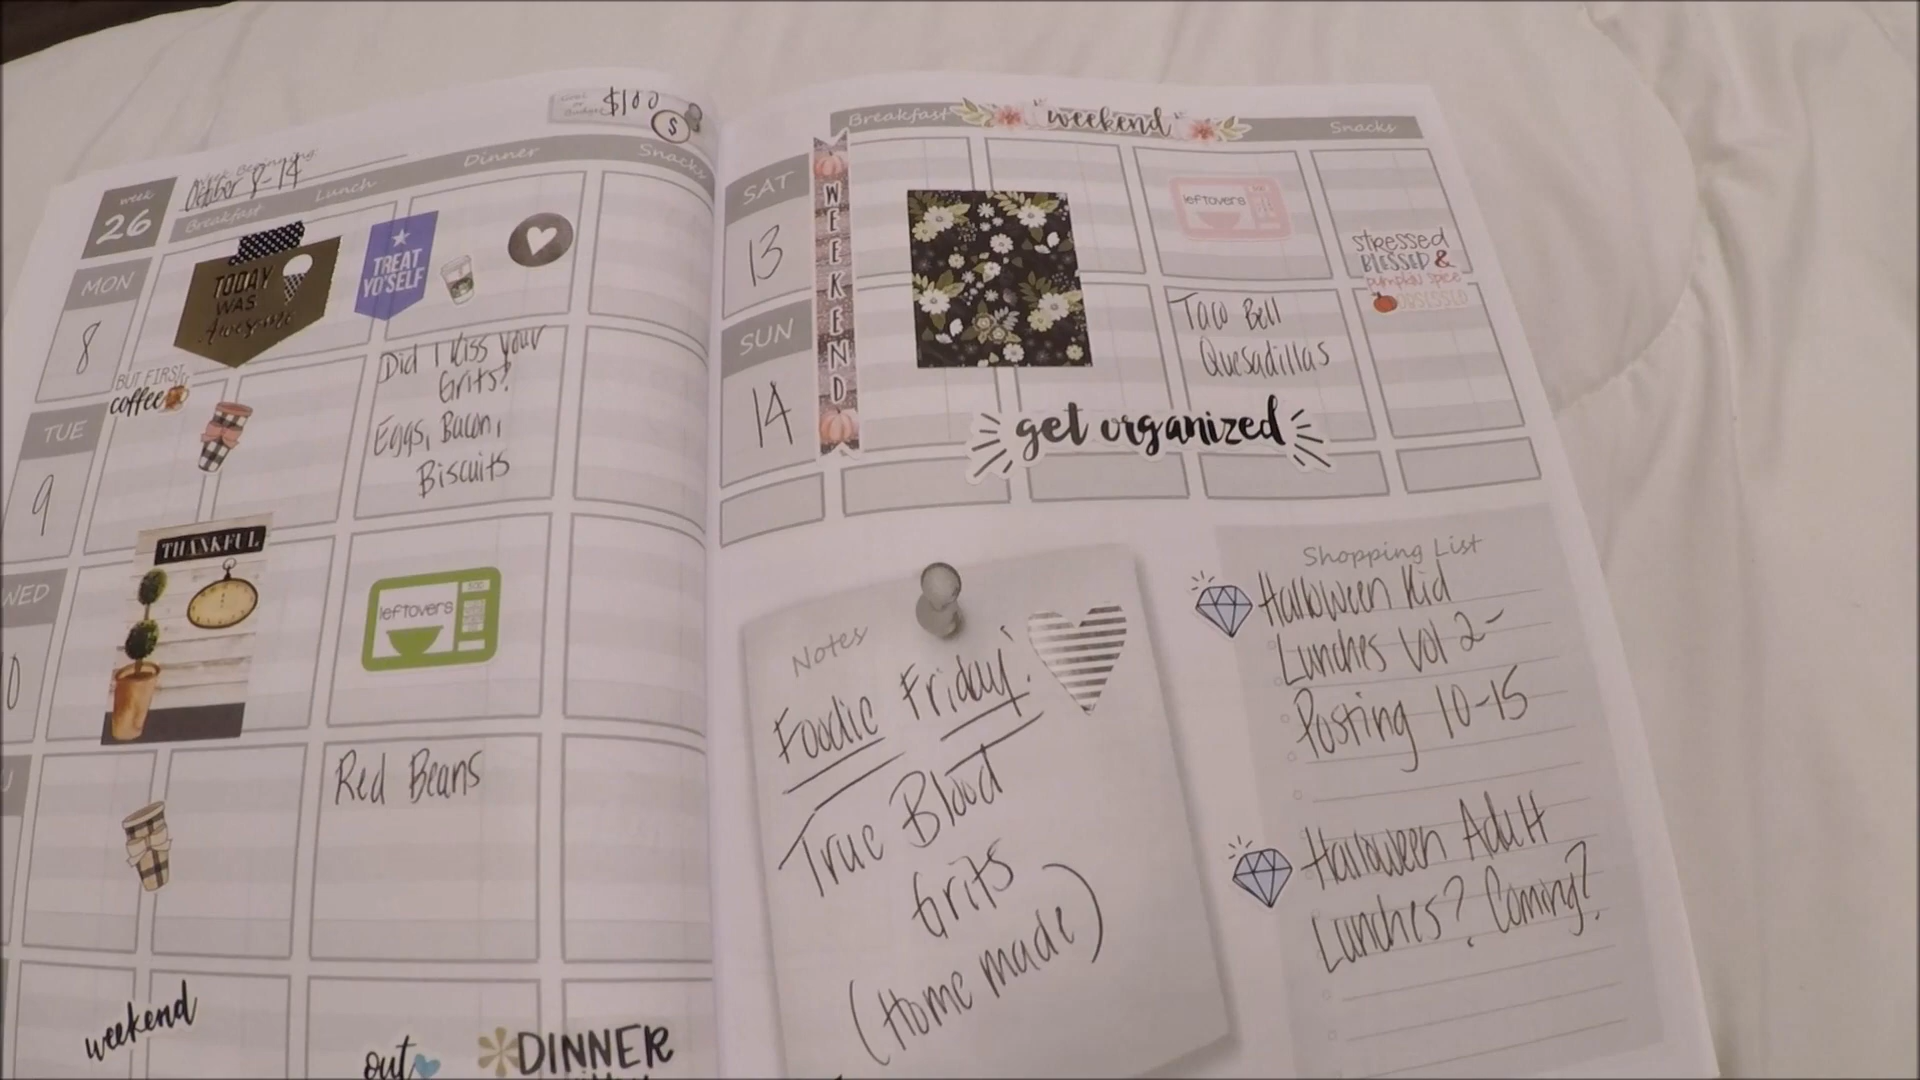 $100
$
week
26
Week Beginning:
October 8-14
Breakfast
Lunch
Dinner
Snacks
MON
8
TODAY
WAS
Awesome
TREAT
YO'SELF
BUT FIRST,
coffee
TUE
9
Did I Kiss your
Grits?
Eggs, Bacon,
Biscuits
WED
THANKFUL
leftovers
Red Beans
weekend
out
DINNER
Breakfast
weekend
Snacks
SAT
13
WEEKEND
leftovers
stressed
BLESSED &
pumpkin spice
OBSESSED
SUN
14
Taco Bell
Quesadillas
get organized
Notes
Foodie Friday!
True Blood
Grits
(Home made)
Shopping List
Halloween Kid
Lunches Vol 2-
Posting 10-15
Halloween Adult
Lunches? Coming?